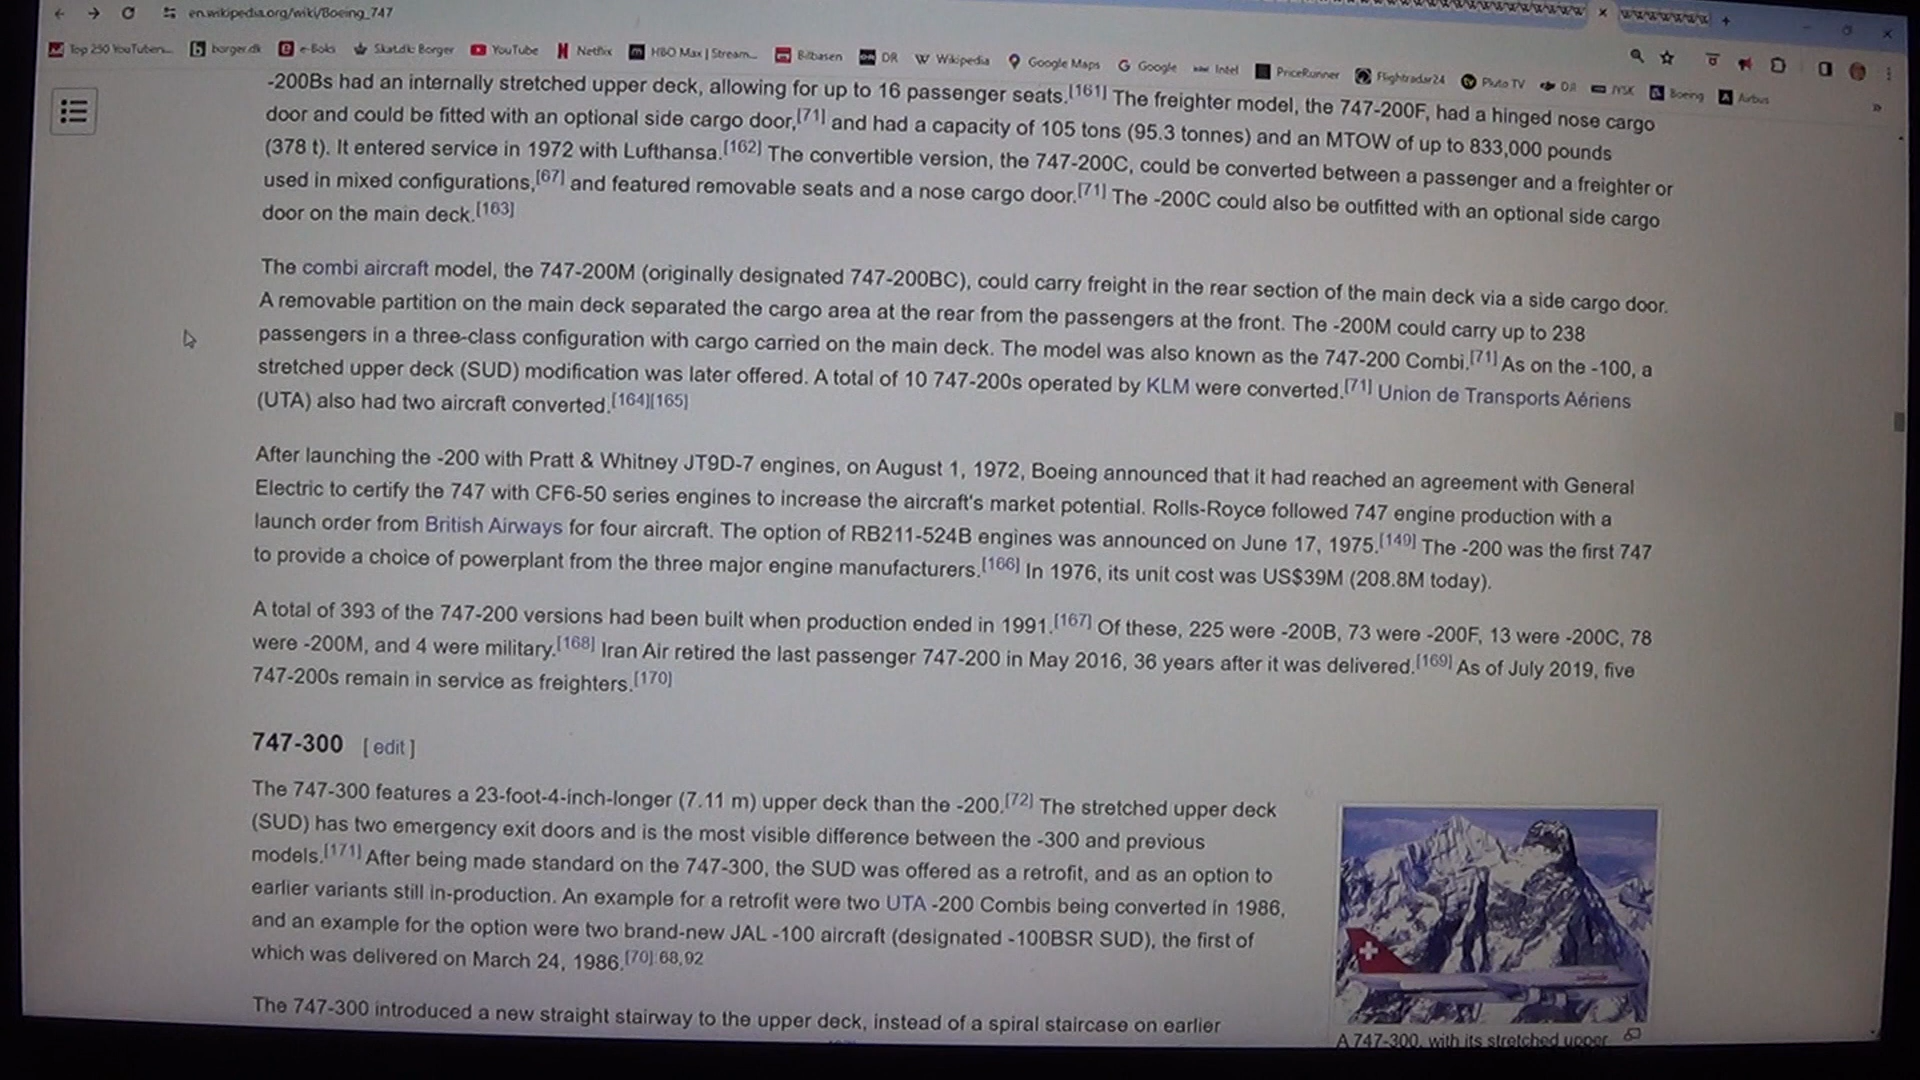 en.wikipedia.org/wiki/Boeing_747
Top 250 YouTubers... borger.dk e-Boks Skat.dk: Borger YouTube Netflix HBO Max | Stream... Bilbasen DR Wikipedia Google Maps Google Intel PriceRunner Flightradar24 Pluto TV DJI JYSK Boeing Airbus
-200Bs had an internally stretched upper deck, allowing for up to 16 passenger seats.[161] The freighter model, the 747-200F, had a hinged nose cargo
door and could be fitted with an optional side cargo door,[71] and had a capacity of 105 tons (95.3 tonnes) and an MTOW of up to 833,000 pounds
(378 t). It entered service in 1972 with Lufthansa.[162] The convertible version, the 747-200C, could be converted between a passenger and a freighter or
used in mixed configurations,[67] and featured removable seats and a nose cargo door.[71] The -200C could also be outfitted with an optional side cargo
door on the main deck.[163]
The combi aircraft model, the 747-200M (originally designated 747-200BC), could carry freight in the rear section of the main deck via a side cargo door.
A removable partition on the main deck separated the cargo area at the rear from the passengers at the front. The -200M could carry up to 238
passengers in a three-class configuration with cargo carried on the main deck. The model was also known as the 747-200 Combi.[71] As on the -100, a
stretched upper deck (SUD) modification was later offered. A total of 10 747-200s operated by KLM were converted.[71] Union de Transports Aériens
(UTA) also had two aircraft converted.[164][165]
After launching the -200 with Pratt & Whitney JT9D-7 engines, on August 1, 1972, Boeing announced that it had reached an agreement with General
Electric to certify the 747 with CF6-50 series engines to increase the aircraft's market potential. Rolls-Royce followed 747 engine production with a
launch order from British Airways for four aircraft. The option of RB211-524B engines was announced on June 17, 1975.[149] The -200 was the first 747
to provide a choice of powerplant from the three major engine manufacturers.[166] In 1976, its unit cost was US$39M (208.8M today).
A total of 393 of the 747-200 versions had been built when production ended in 1991.[167] Of these, 225 were -200B, 73 were -200F, 13 were -200C, 78
were -200M, and 4 were military.[168] Iran Air retired the last passenger 747-200 in May 2016, 36 years after it was delivered.[169] As of July 2019, five
747-200s remain in service as freighters.[170]
747-300 [ edit ]
The 747-300 features a 23-foot-4-inch-longer (7.11 m) upper deck than the -200.[72] The stretched upper deck
(SUD) has two emergency exit doors and is the most visible difference between the -300 and previous
models.[171] After being made standard on the 747-300, the SUD was offered as a retrofit, and as an option to
earlier variants still in-production. An example for a retrofit were two UTA -200 Combis being converted in 1986,
and an example for the option were two brand-new JAL -100 aircraft (designated -100BSR SUD), the first of
which was delivered on March 24, 1986.[70]: 68,92
The 747-300 introduced a new straight stairway to the upper deck, instead of a spiral staircase on earlier
A 747-300, with its stretched upper